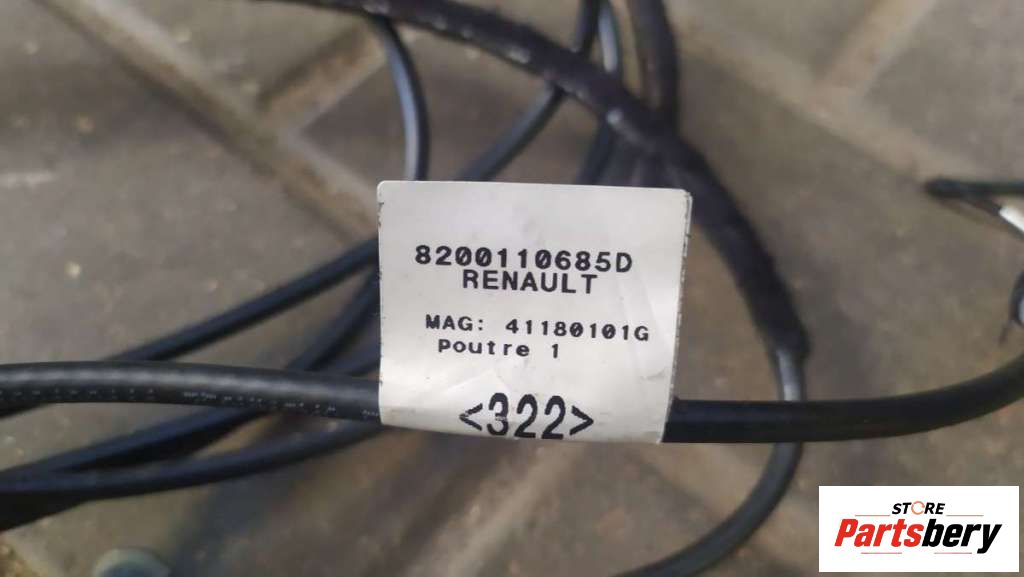 8200110685D
RENAULT
MAG: 41180101G
Poutre 1
<322>
STORE
Partsbery